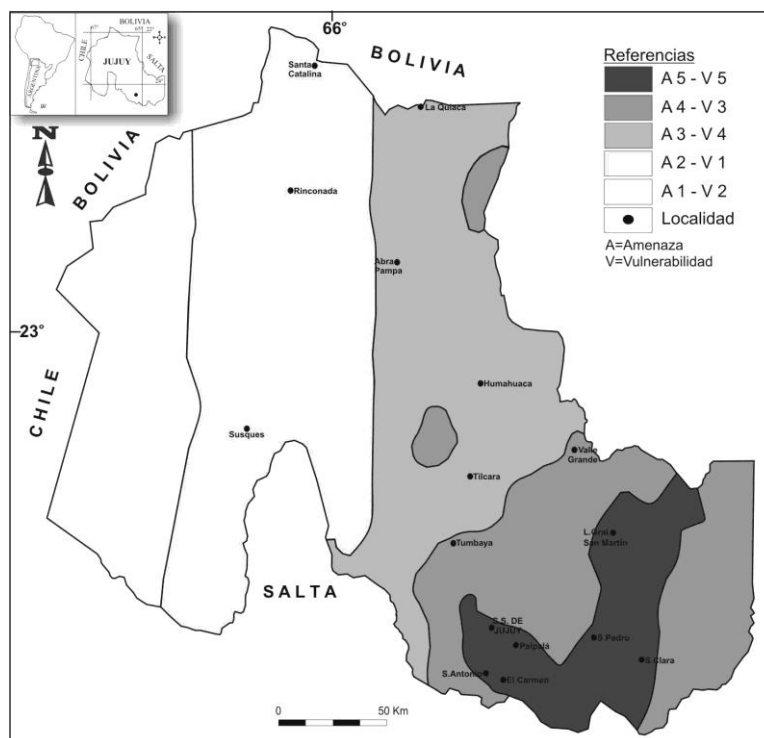 BOLIVIA
CHILE
JUJUY
SALTA
ARGENTINA
66°
BOLIVIA
Santa
Catalina
La Quiaca
N
BOLIVIA
Rinconada
Abra
Pampa
23°
CHILE
Humahuaca
Susques
Valle
Grande
Tilcara
L.Gral
San Martín
Tumbaya
SALTA
S.S. DE
JUJUY
Palpalá
S.Pedro
S.Clara
S.Antonio
El Carmen
0
50 Km
Referencias
A 5 - V 5
A 4 - V 3
A 3 - V 4
A 2 - V 1
A 1 - V 2
Localidad
A=Amenaza
V=Vulnerabilidad